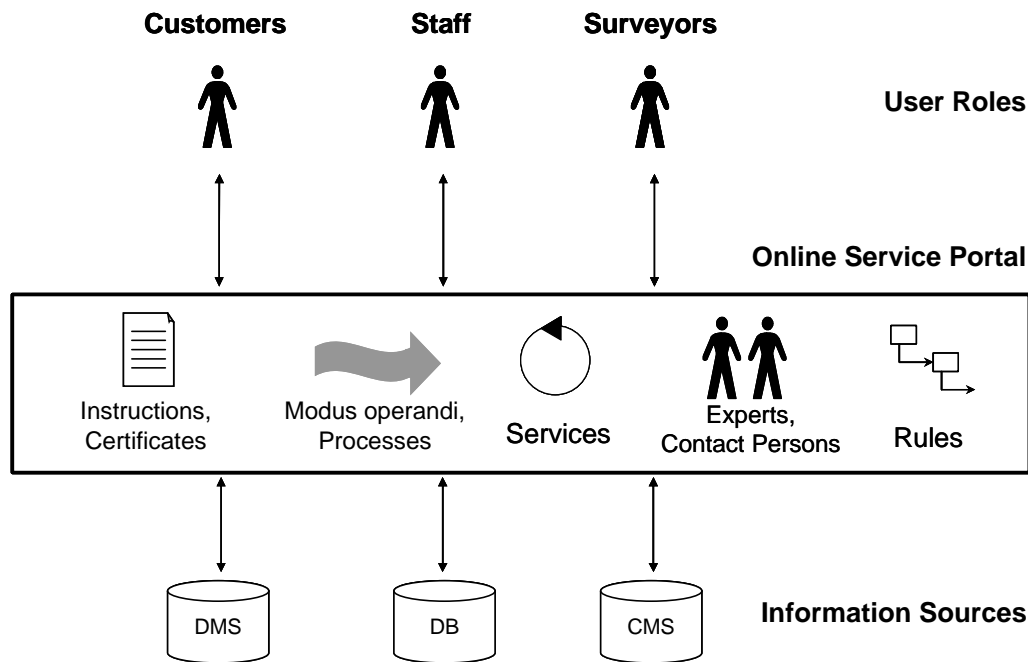 Customers
Staff
Surveyors
User Roles
Online Service Portal
Instructions,
Certificates
Modus operandi,
Processes
Services
Experts,
Contact Persons
Rules
DMS
DB
CMS
Information Sources